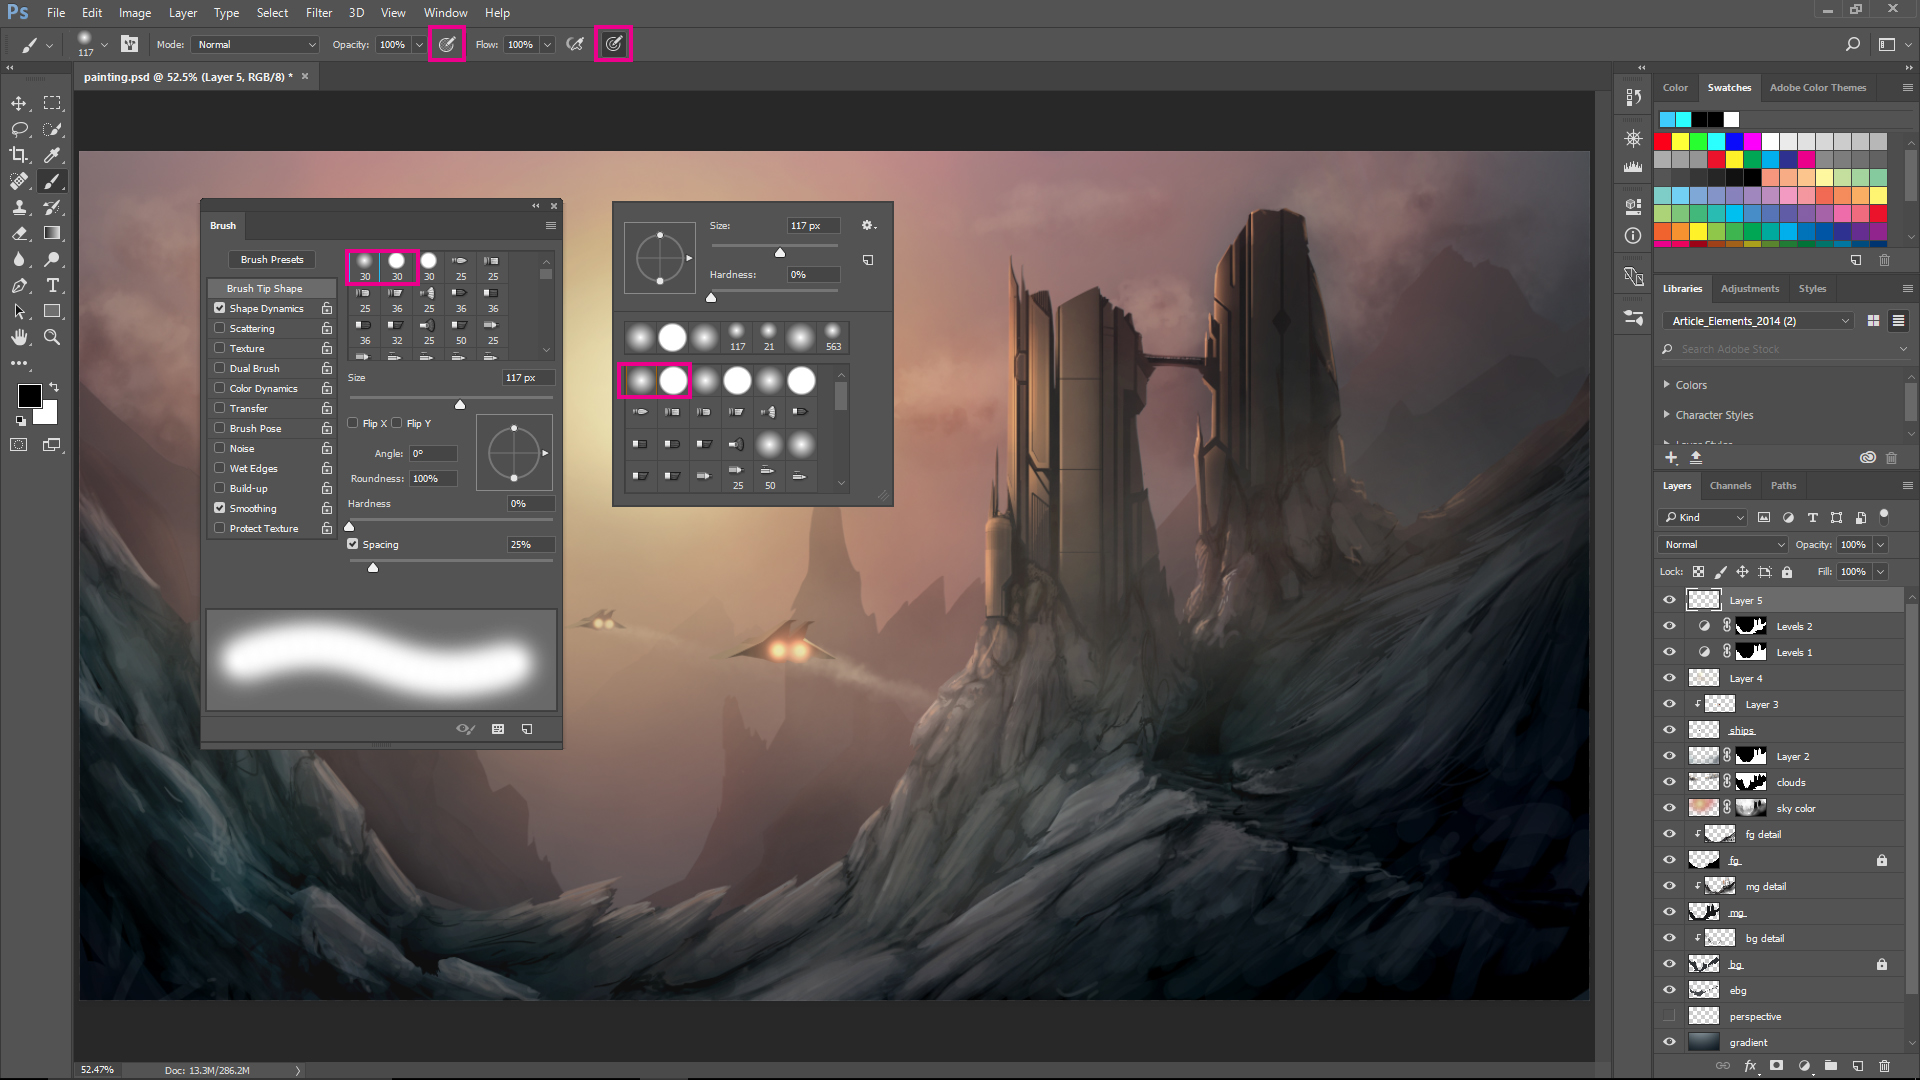 Ps File Edit Image Layer Type Select Filter 3D View Window Help
117 Mode: Normal Opacity: 100% Flow: 100%
painting.psd @ 52.5% (Layer 5, RGB/8) * ×
Brush
Brush Presets
Brush Tip Shape
Shape Dynamics
Scattering
Texture
Dual Brush
Color Dynamics
Transfer
Brush Pose
Noise
Wet Edges
Build-up
Smoothing
Protect Texture
30 30 30 25 25
25 36 25 36 36
36 32 25 50 25
Size 117 px
Flip X Flip Y
Angle: 0º
Roundness: 100%
Hardness 0%
Spacing 25%
Size: 117 px
Hardness: 0%
117 21 563
25 50
Color Swatches Adobe Color Themes
Libraries Adjustments Styles
Article_Elements_2014 (2)
Search Adobe Stock
Colors
Character Styles
Layer Styles
Layers Channels Paths
Kind
Normal Opacity: 100%
Lock: Fill: 100%
Layer 5
Levels 2
Levels 1
Layer 4
Layer 3
ships
Layer 2
clouds
sky color
fg detail
fg
mg detail
mg
bg detail
bg
ebg
perspective
gradient
fx
52.47% Doc: 13.3M/286.2M